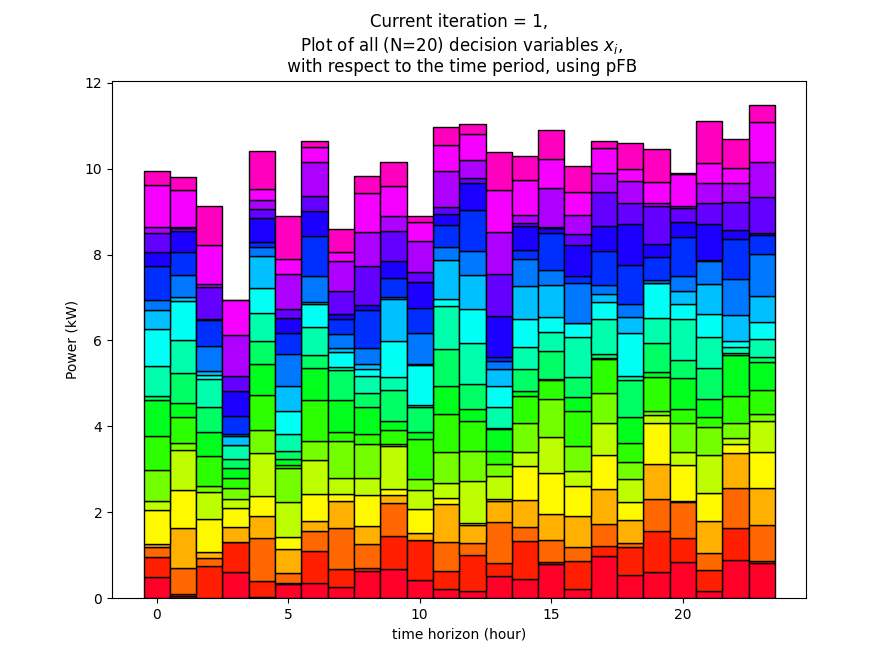 Current iteration = 1,
Plot of all (N=20) decision variables $x_i$,
with respect to the time period, using pFB
12
10
8
6
4
2
0
Power (kW)
0 5 10 15 20
time horizon (hour)